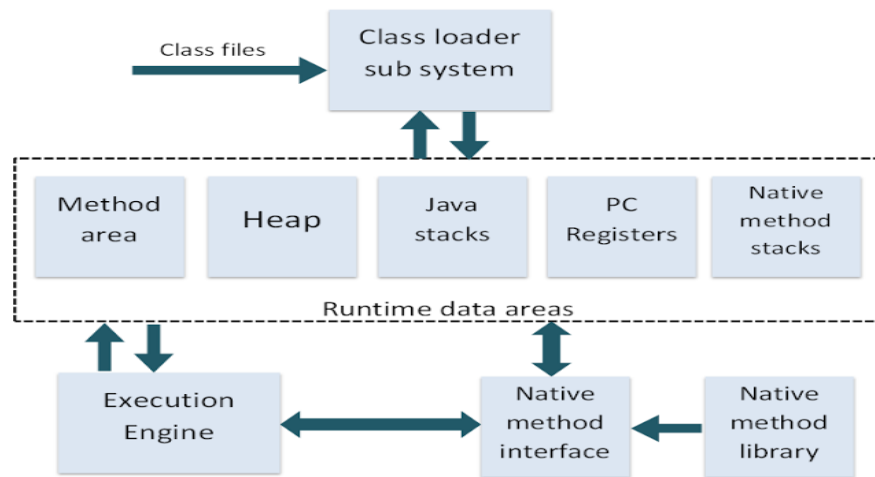 Class files
Class loader
sub system
Method
area
Heap
Java
stacks
PC
Registers
Native
method
stacks
Runtime data areas
Execution
Engine
Native
method
interface
Native
method
library